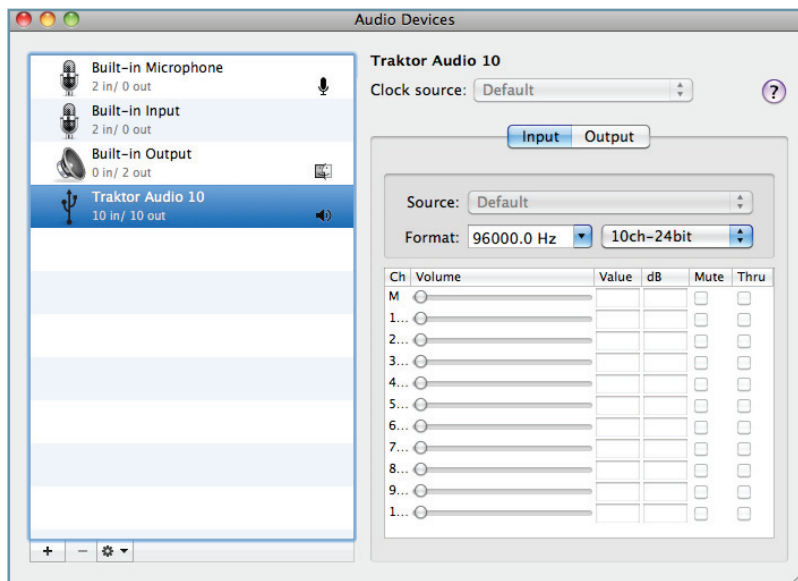 Audio Devices
Built-in Microphone
2 in/ 0 out
Built-in Input
2 in/ 0 out
Built-in Output
0 in/ 2 out
Traktor Audio 10
10 in/ 10 out
Traktor Audio 10
Clock source: Default
?
Input Output
Source: Default
Format: 96000.0 Hz 10ch-24bit
Ch Volume Value dB Mute Thru
M
1...
2...
3...
4...
5...
6...
7...
8...
9...
1...
+ −